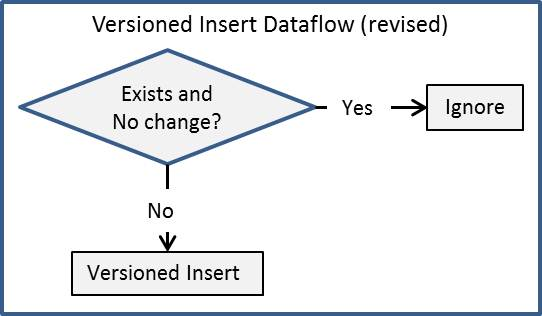 Versioned Insert Dataflow (revised)
Exists and
No change?
Yes
Ignore
No
Versioned Insert